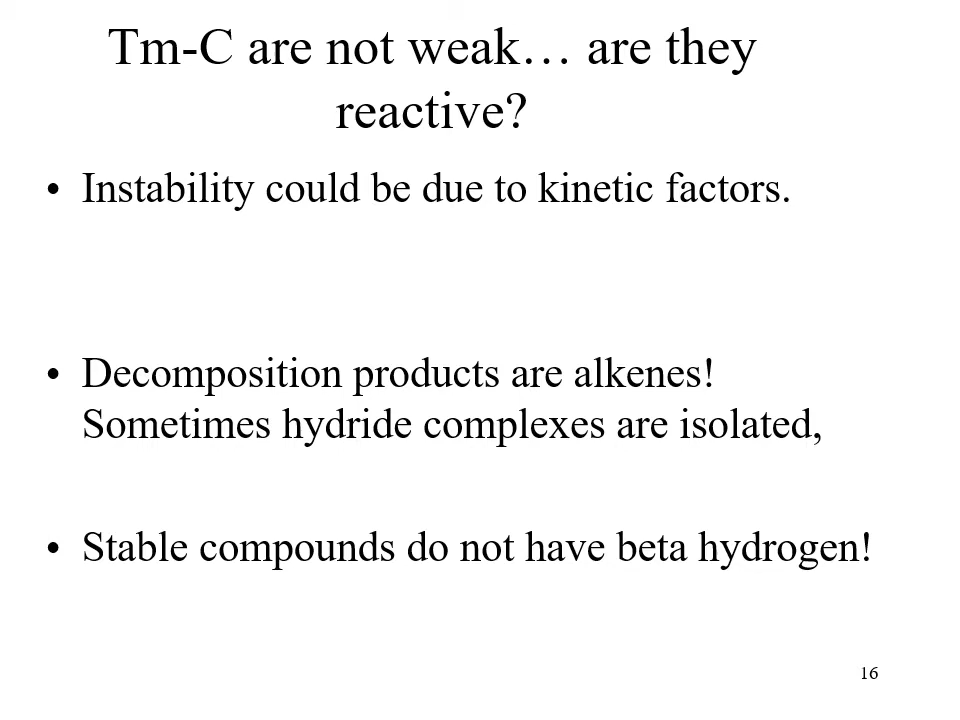 Tm-C are not weak… are they
reactive?
• Instability could be due to kinetic factors.
• Decomposition products are alkenes!
Sometimes hydride complexes are isolated,
• Stable compounds do not have beta hydrogen!
16